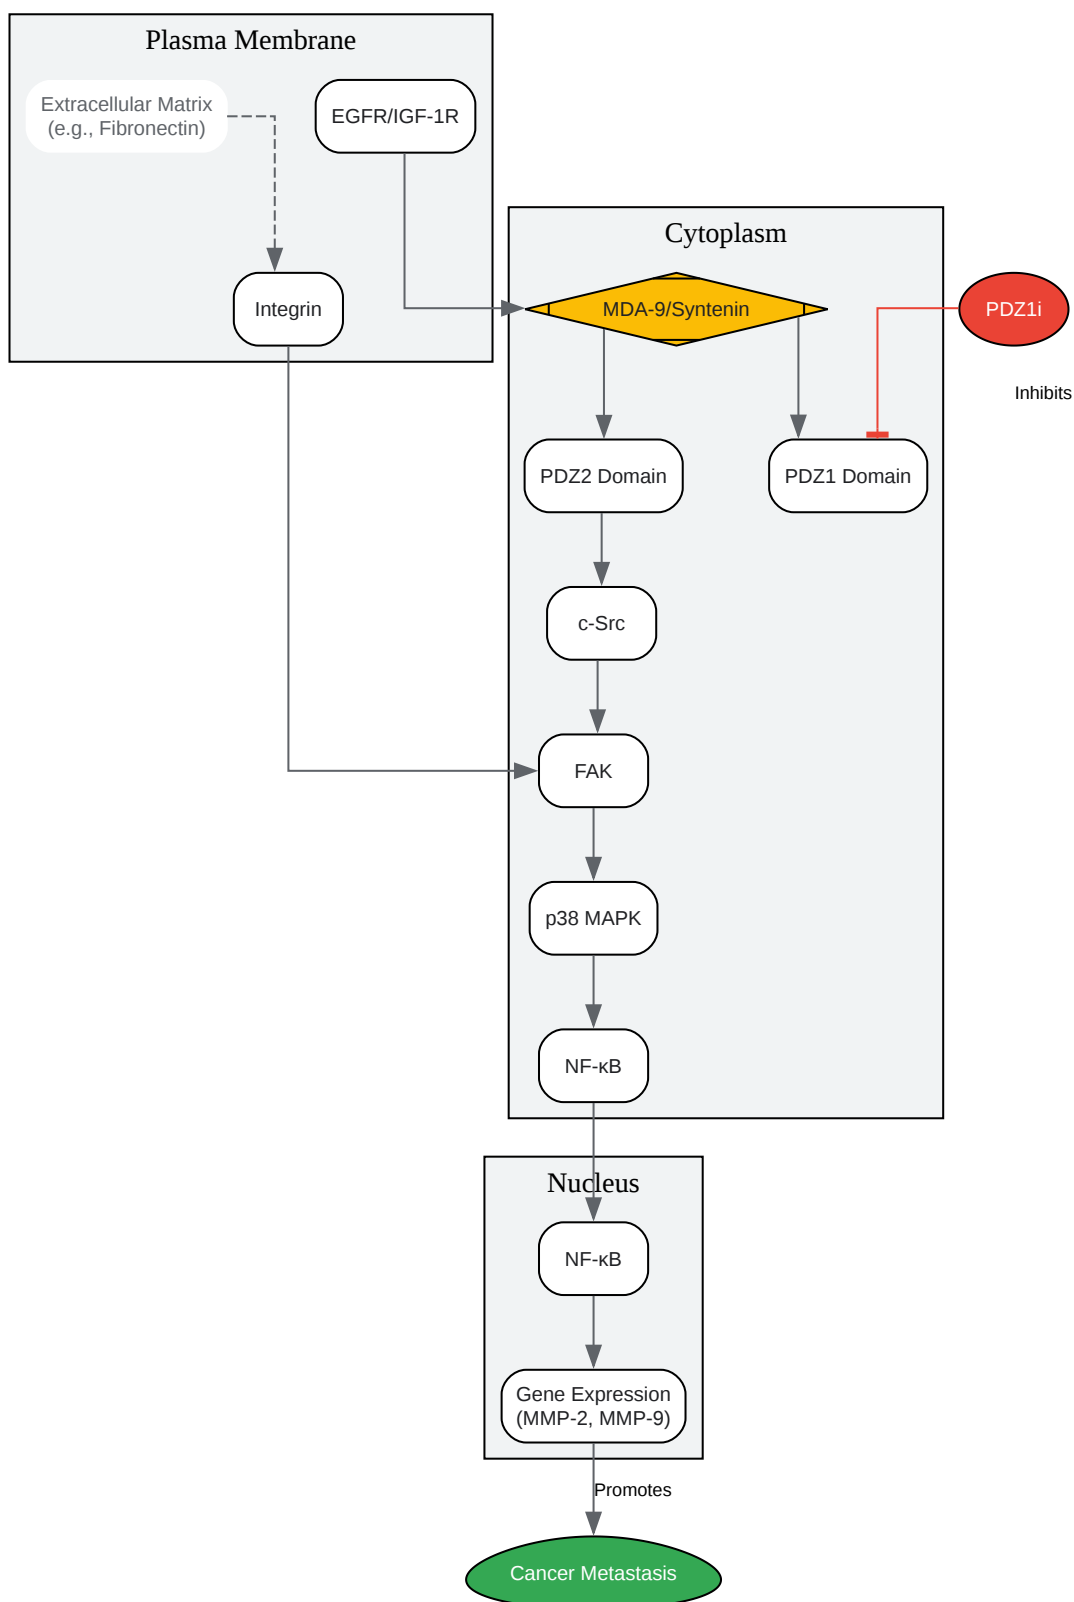 Plasma Membrane
Extracellular Matrix
(e.g., Fibronectin)
EGFR/IGF-1R
Integrin
Cytoplasm
MDA-9/Syntenin
PDZ1i
Inhibits
PDZ2 Domain
PDZ1 Domain
c-Src
FAK
p38 MAPK
NF-κB
Nucleus
NF-κB
Gene Expression
(MMP-2, MMP-9)
Promotes
Cancer Metastasis